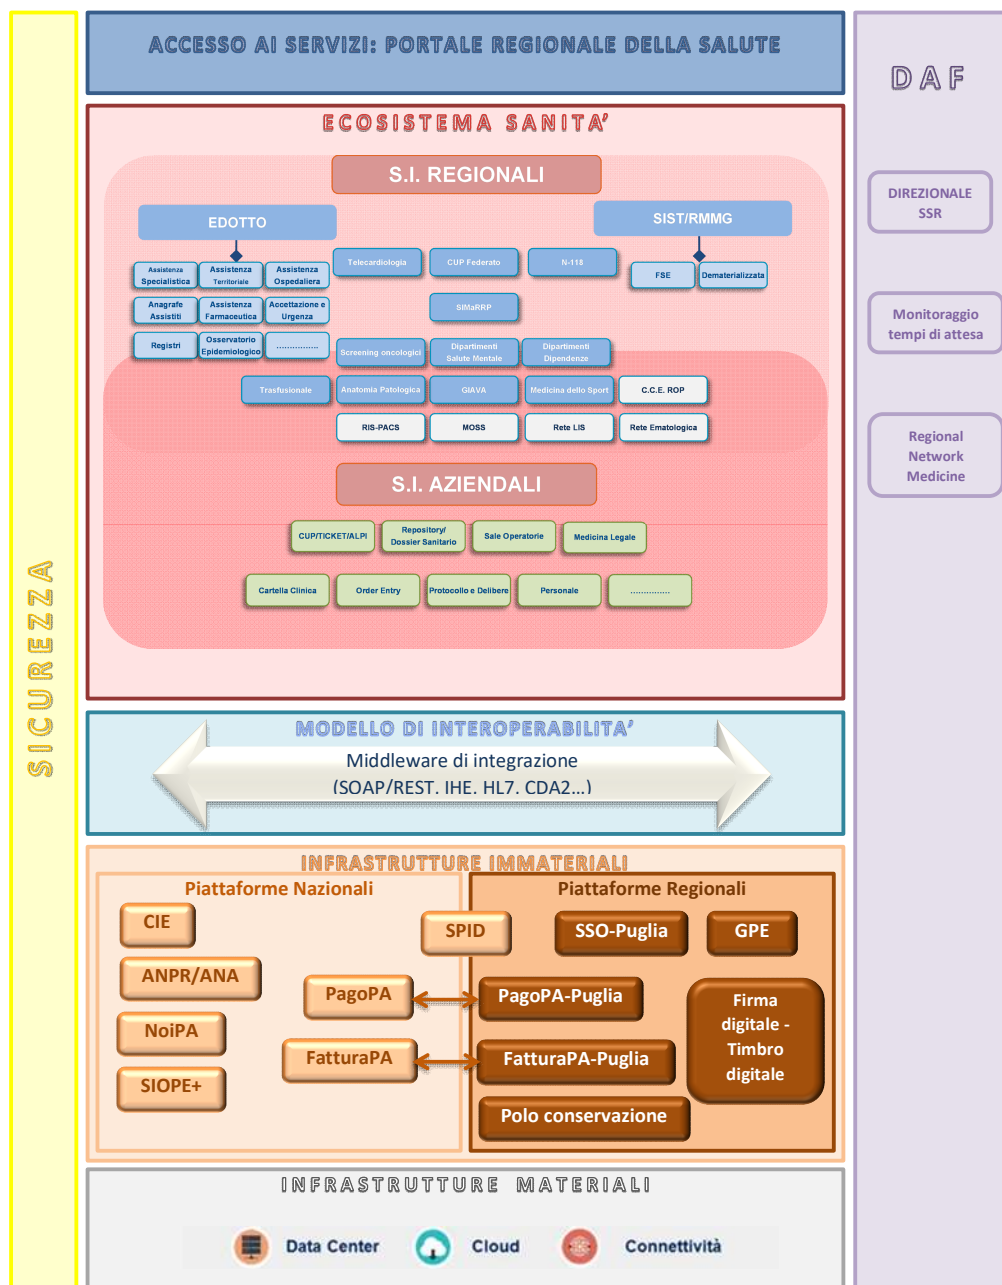 ACCESSO AI SERVIZI: PORTALE REGIONALE DELLA SALUTE
DAF
DIREZIONALE
SSR
Monitoraggio
tempi di attesa
Regional
Network
Medicine
SICUREZZA
ECOSISTEMA SANITA’
S.I. REGIONALI
EDOTTO
SIST/RMMG
Assistenza
Specialistica
Assistenza
Territoriale
Assistenza
Ospedaliera
Telecardiologia
CUP Federato
N-118
FSE
Dematerializzata
Anagrafe
Assistiti
Assistenza
Farmaceutica
Accettazione e
Urgenza
SIMaRRP
Registri
Osservatorio
Epidemiologico
................
Screening oncologici
Dipartimenti
Salute Mentale
Dipartimenti
Dipendenze
Trasfusionale
Anatomia Patologica
GIAVA
Medicina dello Sport
C.C.E. ROP
RIS-PACS
MOSS
Rete LIS
Rete Ematologica
S.I. AZIENDALI
CUP/TICKET/ALPI
Repository/
Dossier Sanitario
Sale Operatorie
Medicina Legale
Cartella Clinica
Order Entry
Protocollo e Delibere
Personale
...............
MODELLO DI INTEROPERABILITA’
Middleware di integrazione
(SOAP/REST, IHE, HL7, CDA2…)
INFRASTRUTTURE IMMATERIALI
Piattaforme Nazionali
CIE
ANPR/ANA
NoiPA
SIOPE+
SPID
PagoPA
FatturaPA
Piattaforme Regionali
SSO-Puglia
GPE
PagoPA-Puglia
FatturaPA-Puglia
Polo conservazione
Firma
digitale -
Timbro
digitale
INFRASTRUTTURE MATERIALI
Data Center
Cloud
Connettività